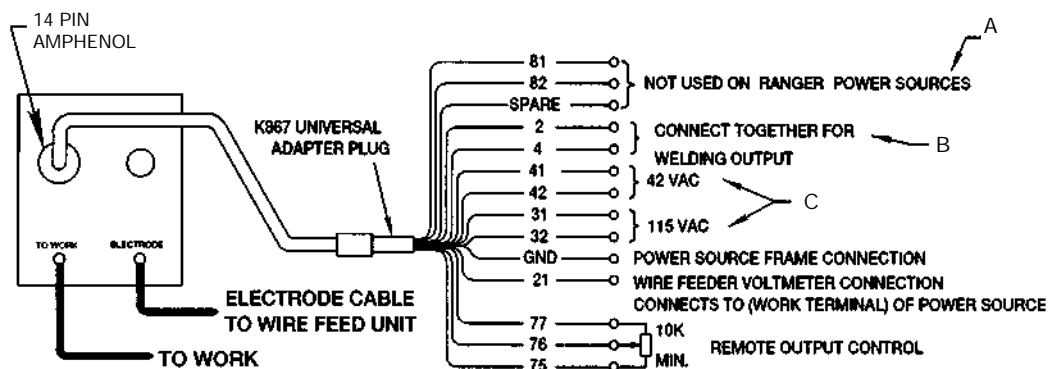 14 PIN
AMPHENOL
A
81
82
NOT USED ON RANGER POWER SOURCES
SPARE
K867 UNIVERSAL
ADAPTER PLUG
2
CONNECT TOGETHER FOR
B
4
WELDING OUTPUT
41
42 VAC
42
C
31
115 VAC
32
GND
POWER SOURCE FRAME CONNECTION
21
WIRE FEEDER VOLTMETER CONNECTION
CONNECTS TO (WORK TERMINAL) OF POWER SOURCE
TO WORK
ELECTRODE
ELECTRODE CABLE
TO WIRE FEED UNIT
TO WORK
77
10K
76
REMOTE OUTPUT CONTROL
75
MIN.